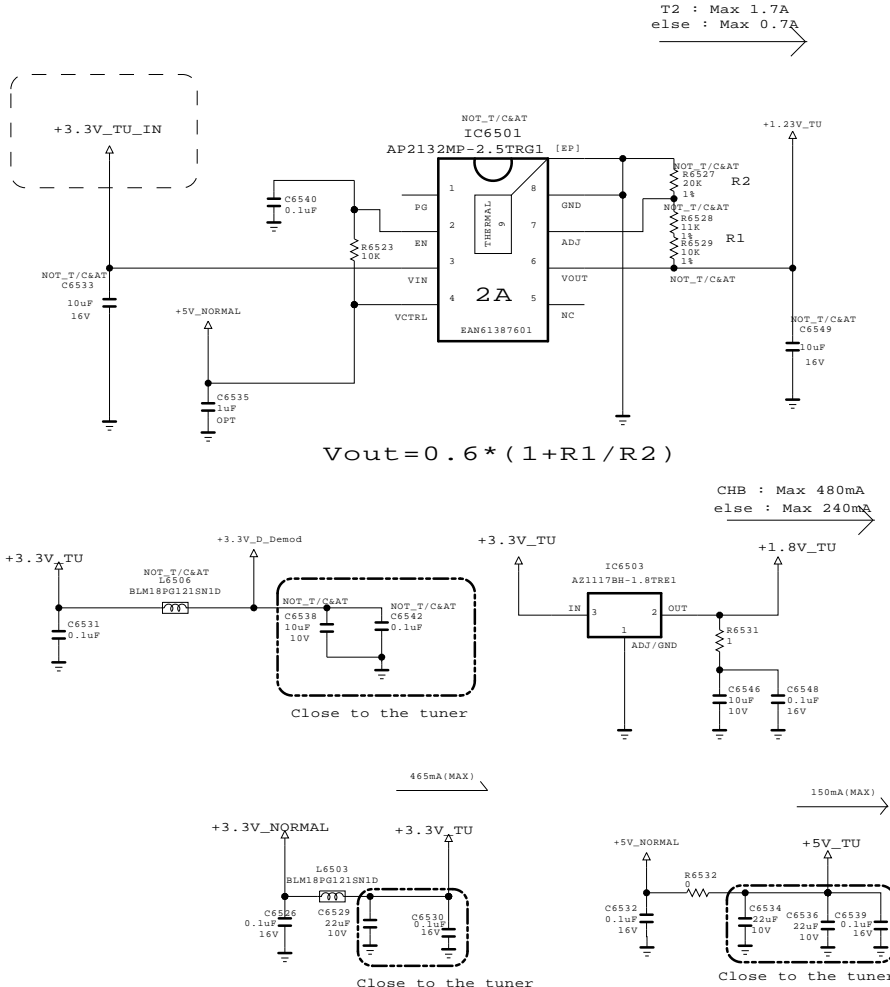 T2 : Max 1.7A
else : Max 0.7A
+3.3V_TU_IN
NOT_T/C&AT
IC6501
AP2132MP-2.5TRG1 [EP]
+1.23V_TU
C6540
0.1uF
R6523
10K
1
PG
2
EN
3
VIN
4
VCTRL
THERMAL
9
8
GND
7
ADJ
6
VOUT
5
NC
2A
EAN61387601
NOT_T/C&AT
R6527
20K
1%
R2
NOT_T/C&AT
R6528
11K
1%
R6529
10K
1%
R1
NOT_T/C&AT
NOT_T/C&AT
C6533
10uF
16V
+5V_NORMAL
C6535
1uF
OPT
NOT_T/C&AT
C6549
10uF
16V
Vout=0.6*(1+R1/R2)
CHB : Max 480mA
else : Max 240mA
+3.3V_TU
NOT_T/C&AT
L6506
BLM18PG121SN1D
+3.3V_D_Demod
C6531
0.1uF
NOT_T/C&AT
C6538
10uF
10V
NOT_T/C&AT
C6542
0.1uF
Close to the tuner
+3.3V_TU
IC6503
AZ1117BH-1.8TRE1
+1.8V_TU
IN
3
2
OUT
1
ADJ/GND
R6531
1
C6546
10uF
10V
C6548
0.1uF
16V
465mA(MAX)
+3.3V_NORMAL
+3.3V_TU
L6503
BLM18PG121SN1D
C6526
0.1uF
16V
C6529
22uF
10V
C6530
0.1uF
16V
Close to the tuner
150mA(MAX)
+5V_NORMAL
+5V_TU
R6532
0
C6532
0.1uF
16V
C6534
22uF
10V
C6536
22uF
10V
C6539
0.1uF
16V
Close to the tuner